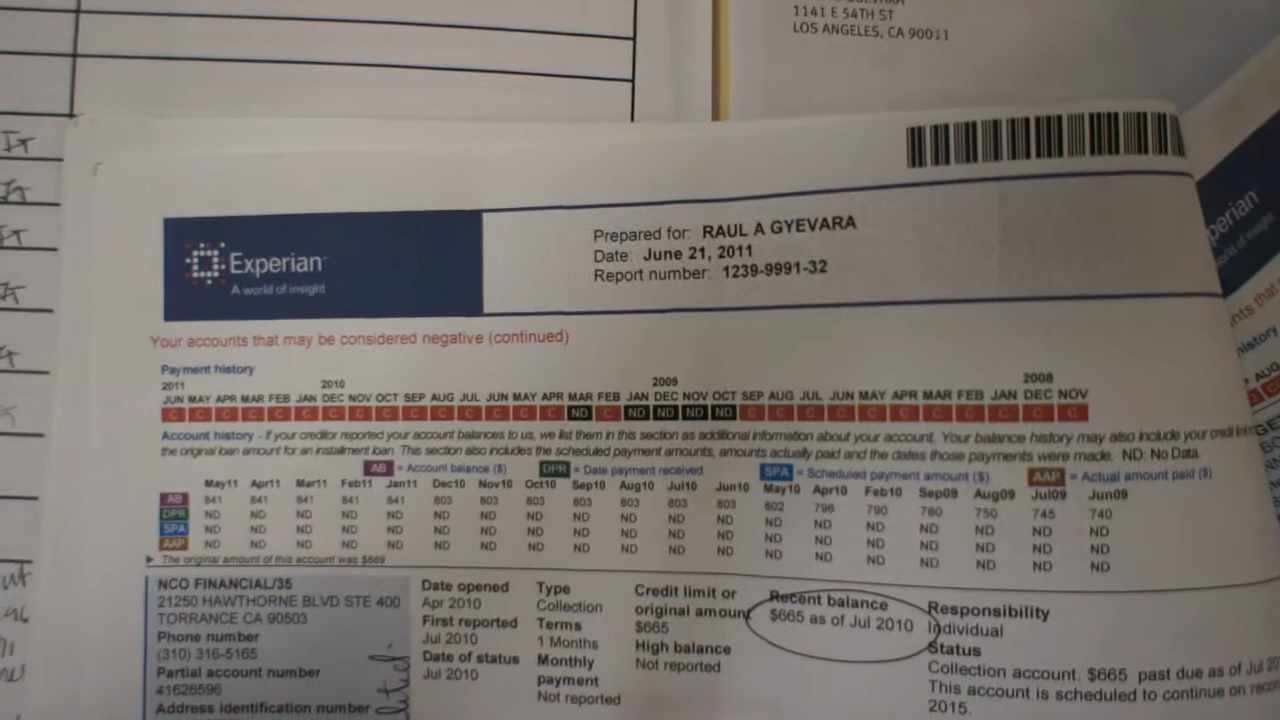 1141 E 54TH ST
LOS ANGELES, CA 90011
Experian
A world of insight
Prepared for: RAUL A GYEVARA
Date: June 21, 2011
Report number: 1239-9991-32
Your accounts that may be considered negative (continued)
Payment history
2011 2010 2009 2008
JUN MAY APR MAR FEB JAN DEC NOV OCT SEP AUG JUL JUN MAY APR MAR FEB JAN DEC NOV OCT SEP AUG JUL JUN MAY APR MAR FEB JAN DEC NOV
C C C C C C C C C C C C C C C ND C ND ND ND ND C C C C C C C C C C C
Account history - If your creditor reported your account balances to us, we list them in this section as additional information about your account. Your balance history may also include your credit
the original loan amount for an installment loan. This section also includes the scheduled payment amounts, amounts actually paid and the dates those payments were made. ND: No Data
AB = Account balance ($) DPR = Date payment received SPA = Scheduled payment amount ($) AAP = Actual amount paid ($)
May11 Apr11 Mar11 Feb11 Jan11 Dec10 Nov10 Oct10 Sep10 Aug10 Jul10 Jun10 May10 Apr10 Feb10 Sep09 Aug09 Jul09 Jun09
AB 841 841 841 841 841 803 803 803 803 803 803 803 802 796 790 780 750 745 740
DPR ND ND ND ND ND ND ND ND ND ND ND ND ND ND ND ND ND ND ND
SPA ND ND ND ND ND ND ND ND ND ND ND ND ND ND ND ND ND ND ND
AAP ND ND ND ND ND ND ND ND ND ND ND ND ND ND ND ND ND ND ND
The original amount of this account was $669
NCO FINANCIAL/35
21250 HAWTHORNE BLVD STE 400
TORRANCE CA 90503
Phone number
(310) 316-5165
Partial account number
41626596
Address identification number
Date opened
Apr 2010
First reported
Jul 2010
Date of status
Jul 2010
Type
Collection
Terms
1 Months
Monthly
payment
Not reported
Credit limit or
original amount
$665
High balance
Not reported
Recent balance
$665 as of Jul 2010
Responsibility
Individual
Status
Collection account. $665 past due as of Jul
This account is scheduled to continue on
2015.
perian